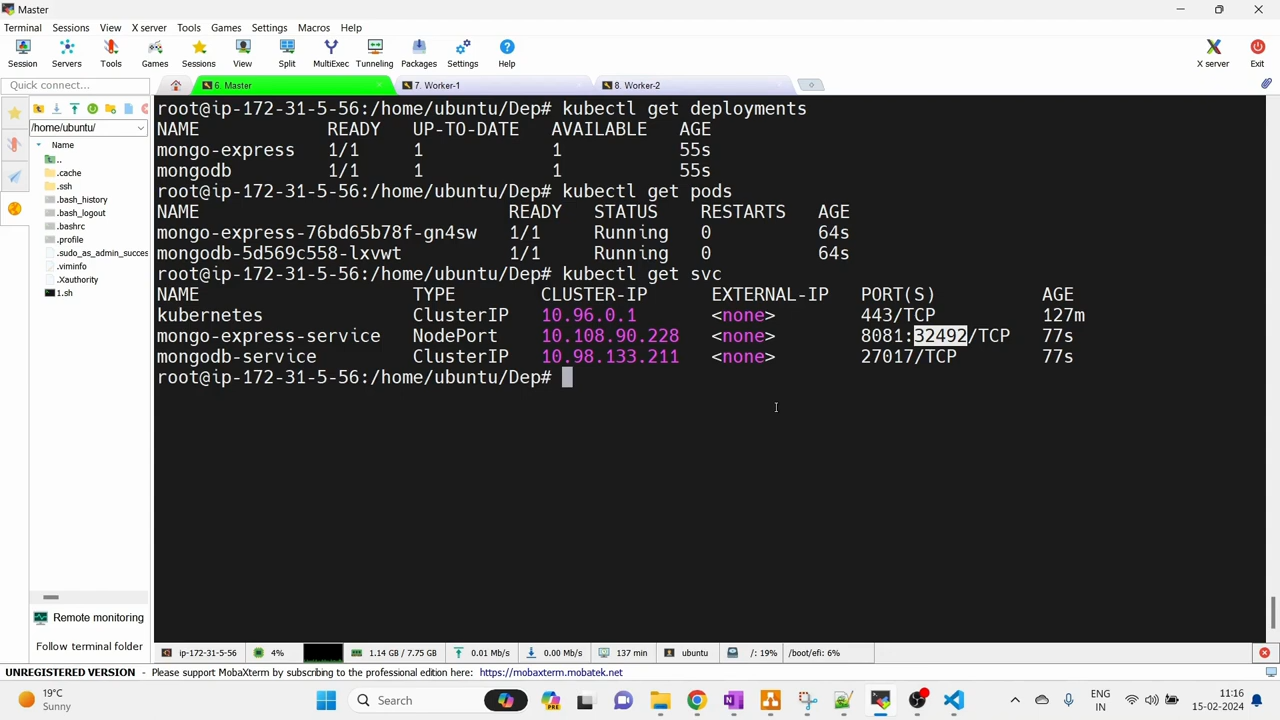 Master
Terminal Sessions View X server Tools Games Settings Macros Help
Session Servers Tools Games Sessions View Split MultiExec Tunneling Packages Settings Help X server Exit
Quick connect... 6. Master 7. Worker-1 8. Worker-2
/home/ubuntu/
Name
..
.cache
.ssh
.bash_history
.bash_logout
.bashrc
.profile
.sudo_as_admin_succes
.viminfo
.Xauthority
1.sh
Remote monitoring
Follow terminal folder
root@ip-172-31-5-56:/home/ubuntu/Dep# kubectl get deployments
NAME READY UP-TO-DATE AVAILABLE AGE
mongo-express 1/1 1 1 55s
mongodb 1/1 1 1 55s
root@ip-172-31-5-56:/home/ubuntu/Dep# kubectl get pods
NAME READY STATUS RESTARTS AGE
mongo-express-76bd65b78f-gn4sw 1/1 Running 0 64s
mongodb-5d569c558-lxvwt 1/1 Running 0 64s
root@ip-172-31-5-56:/home/ubuntu/Dep# kubectl get svc
NAME TYPE CLUSTER-IP EXTERNAL-IP PORT(S) AGE
kubernetes ClusterIP 10.96.0.1 <none> 443/TCP 127m
mongo-express-service NodePort 10.108.90.228 <none> 8081:32492/TCP 77s
mongodb-service ClusterIP 10.98.133.211 <none> 27017/TCP 77s
root@ip-172-31-5-56:/home/ubuntu/Dep#
ip-172-31-5-56 4% 1.14 GB / 7.75 GB 0.01 Mb/s 0.00 Mb/s 137 min ubuntu /: 19% /boot/efi: 6%
UNREGISTERED VERSION - Please support MobaXterm by subscribing to the professional edition here: https://mobaxterm.mobatek.net
19°C
Sunny
Search
PRE
ENG
IN
11:16
15-02-2024